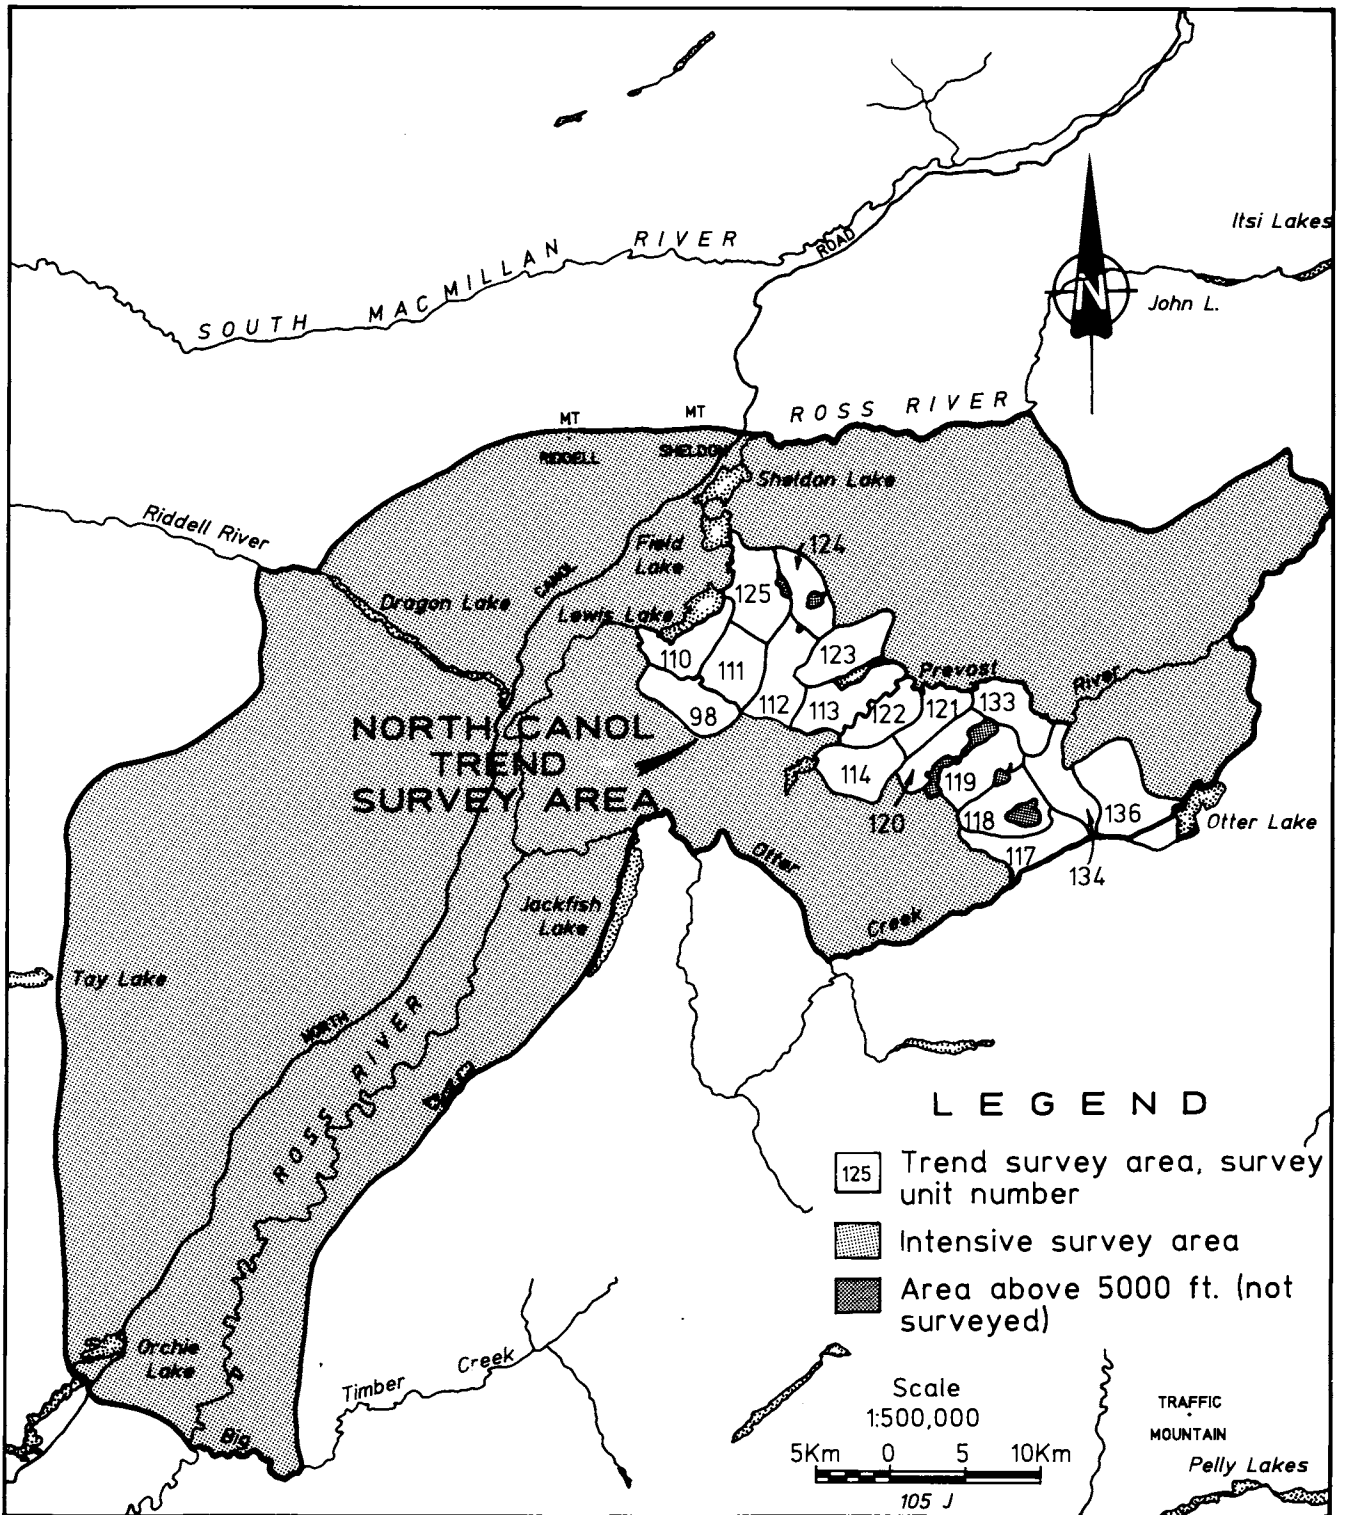 Itsi Lakes
John L.
N
ROAD
SOUTH MACMILLAN RIVER
ROSS RIVER
MT
RIDDELL
MT
SHELDON
Sheldon Lake
Riddell River
Field
Lake
124
CANOL
Dragon Lake
125
Lewis Lake
110
111
123
Prevost
River
98
112
113
122
121
133
NORTH CANOL
TREND
SURVEY AREA
114
119
120
118
136
Otter Lake
117
134
Otter
Creek
Jackfish
Lake
Tay Lake
NORTH
ROSS RIVER
LEGEND
125
Trend survey area, survey
unit number
Intensive survey area
Area above 5000 ft. (not
surveyed)
Orchie
Lake
Big
Timber Creek
Scale
1:500,000
5Km 0 5 10Km
105 J
TRAFFIC
MOUNTAIN
Pelly Lakes